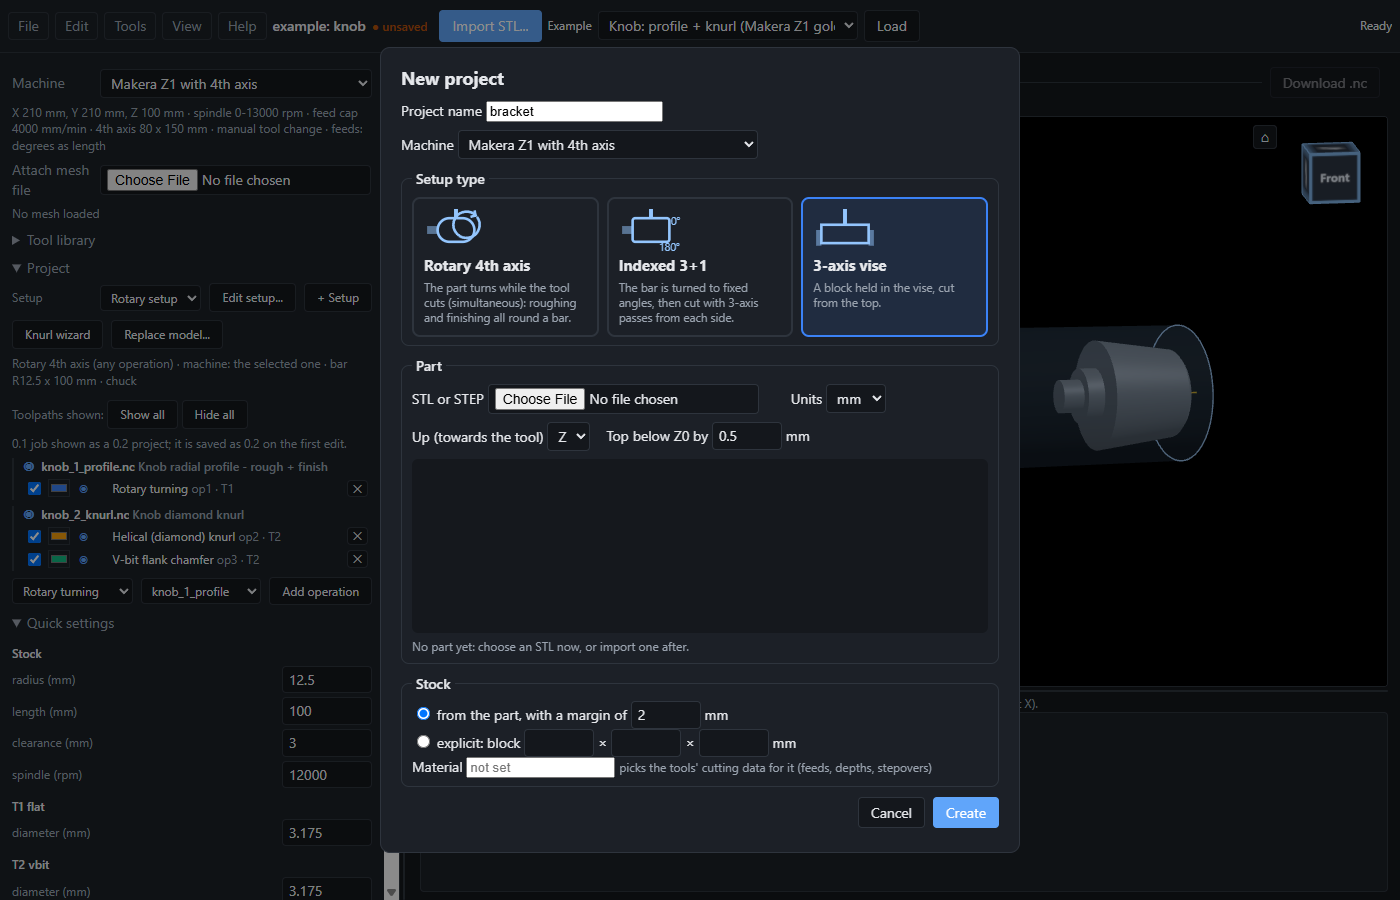 File Edit Tools View Help example: knob • unsaved Import STL... Example Knob: profile + knurl (Makera Z1 gol Load Ready
Machine Makera Z1 with 4th axis
X 210 mm, Y 210 mm, Z 100 mm · spindle 0-13000 rpm · feed cap
4000 mm/min · 4th axis 80 x 150 mm · manual tool change · feeds:
degrees as length
Attach mesh file Choose File No file chosen
No mesh loaded
Tool library
Project
Setup Rotary setup Edit setup... + Setup
Knurl wizard Replace model...
Rotary 4th axis (any operation) · machine: the selected one · bar
R12.5 x 100 mm · chuck
Toolpaths shown: Show all Hide all
0.1 job shown as a 0.2 project; it is saved as 0.2 on the first edit.
knob_1_profile.nc Knob radial profile - rough + finish
Rotary turning op1 · T1
knob_2_knurl.nc Knob diamond knurl
Helical (diamond) knurl op2 · T2
V-bit flank chamfer op3 · T2
Rotary turning knob_1_profile Add operation
Quick settings
Stock
radius (mm) 12.5
length (mm) 100
clearance (mm) 3
spindle (rpm) 12000
T1 flat
diameter (mm) 3.175
T2 vbit
diameter (mm) 3.175
New project
Project name bracket
Machine Makera Z1 with 4th axis
Setup type
Rotary 4th axis
The part turns while the tool
cuts (simultaneous): roughing
and finishing all round a bar.
0°
180°
Indexed 3+1
The bar is turned to fixed
angles, then cut with 3-axis
passes from each side.
3-axis vise
A block held in the vise, cut
from the top.
Part
STL or STEP Choose File No file chosen Units mm
Up (towards the tool) Z Top below Z0 by 0.5 mm
No part yet: choose an STL now, or import one after.
Stock
from the part, with a margin of 2 mm
explicit: block × × mm
Material not set picks the tools' cutting data for it (feeds, depths, stepovers)
Cancel Create
Download .nc
⌂
Front
X).